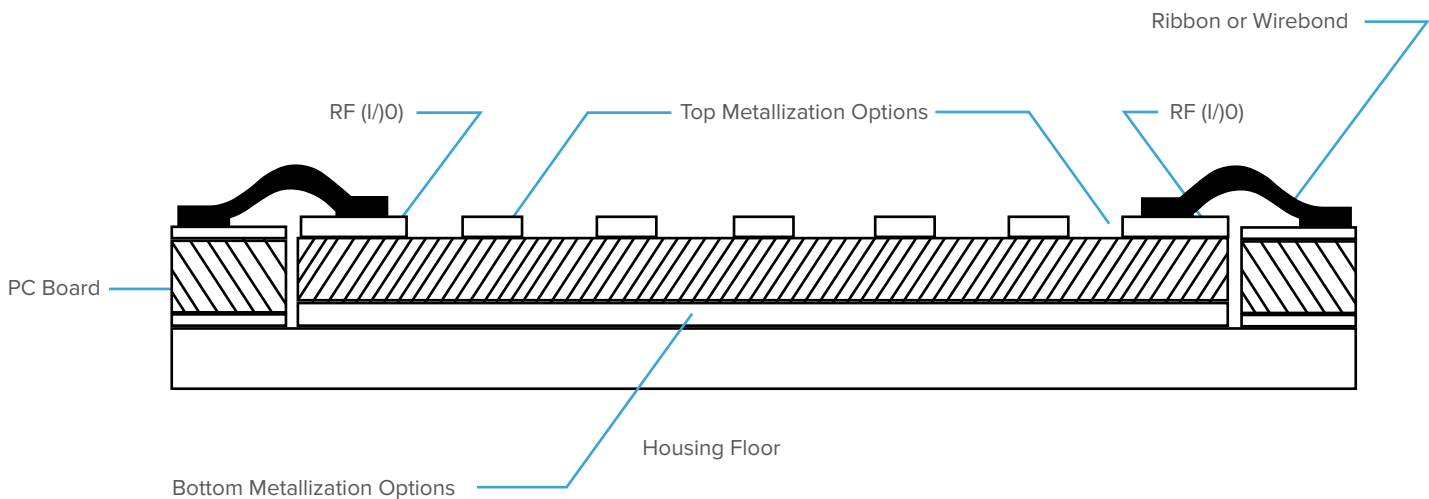 Ribbon or Wirebond
RF (I/)0)
Top Metallization Options
RF (I/)0)
PC Board
Housing Floor
Bottom Metallization Options